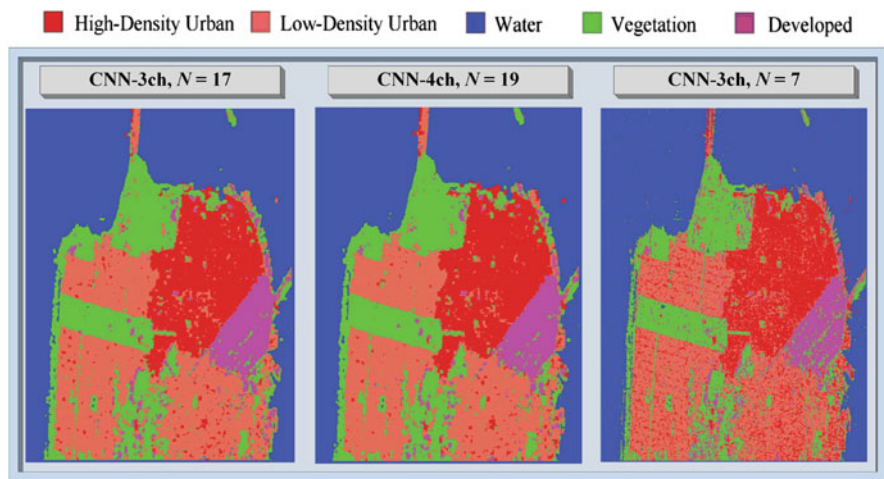 High-Density Urban Low-Density Urban Water Vegetation Developed
CNN-3ch, N = 17
CNN-4ch, N = 19
CNN-3ch, N = 7